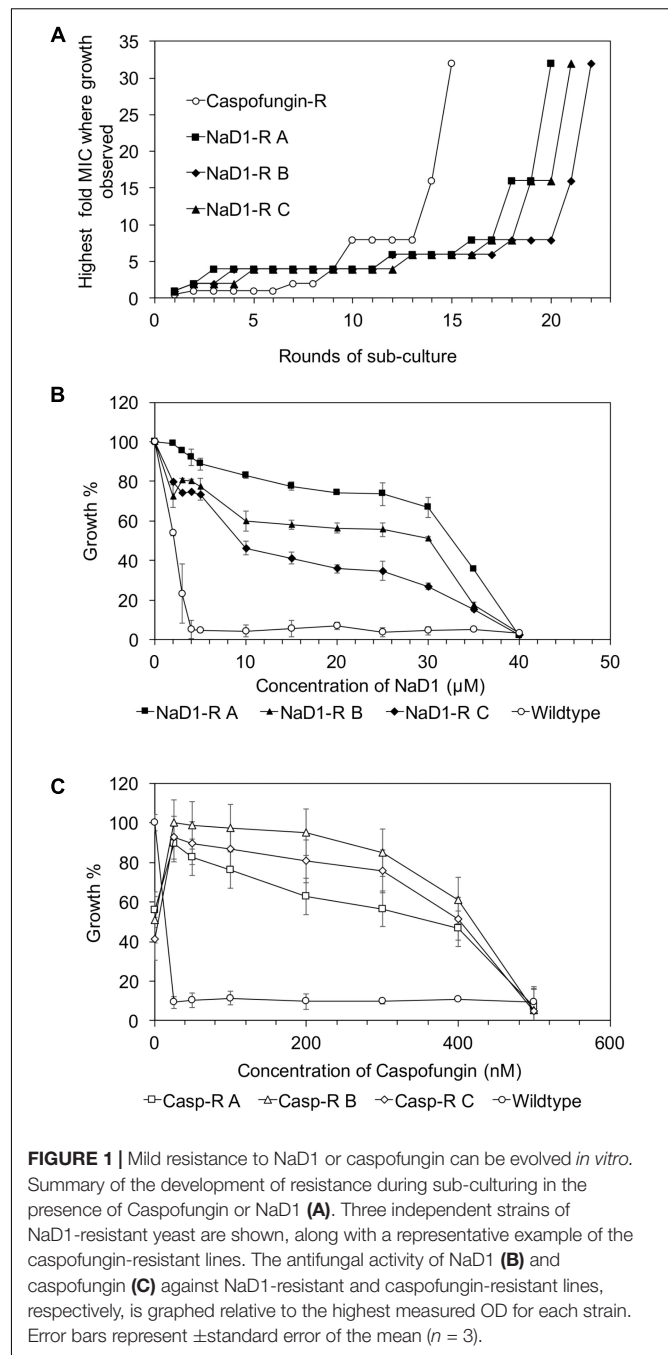 A
Highest fold MIC where growth
observed
35
30
25
20
15
10
5
0
Caspofungin-R
NaD1-R A
NaD1-R B
NaD1-R C
0 5 10 15 20
Rounds of sub-culture
B
Growth %
120
100
80
60
40
20
0
0 10 20 30 40 50
Concentration of NaD1 (µM)
NaD1-R A NaD1-R B NaD1-R C Wildtype
C
Growth %
120
100
80
60
40
20
0
0 200 400 600
Concentration of Caspofungin (nM)
Casp-R A Casp-R B Casp-R C Wildtype
FIGURE 1 | Mild resistance to NaD1 or caspofungin can be evolved in vitro.
Summary of the development of resistance during sub-culturing in the
presence of Caspofungin or NaD1 (A). Three independent strains of
NaD1-resistant yeast are shown, along with a representative example of the
caspofungin-resistant lines. The antifungal activity of NaD1 (B) and
caspofungin (C) against NaD1-resistant and caspofungin-resistant lines,
respectively, is graphed relative to the highest measured OD for each strain.
Error bars represent ±standard error of the mean (n = 3).